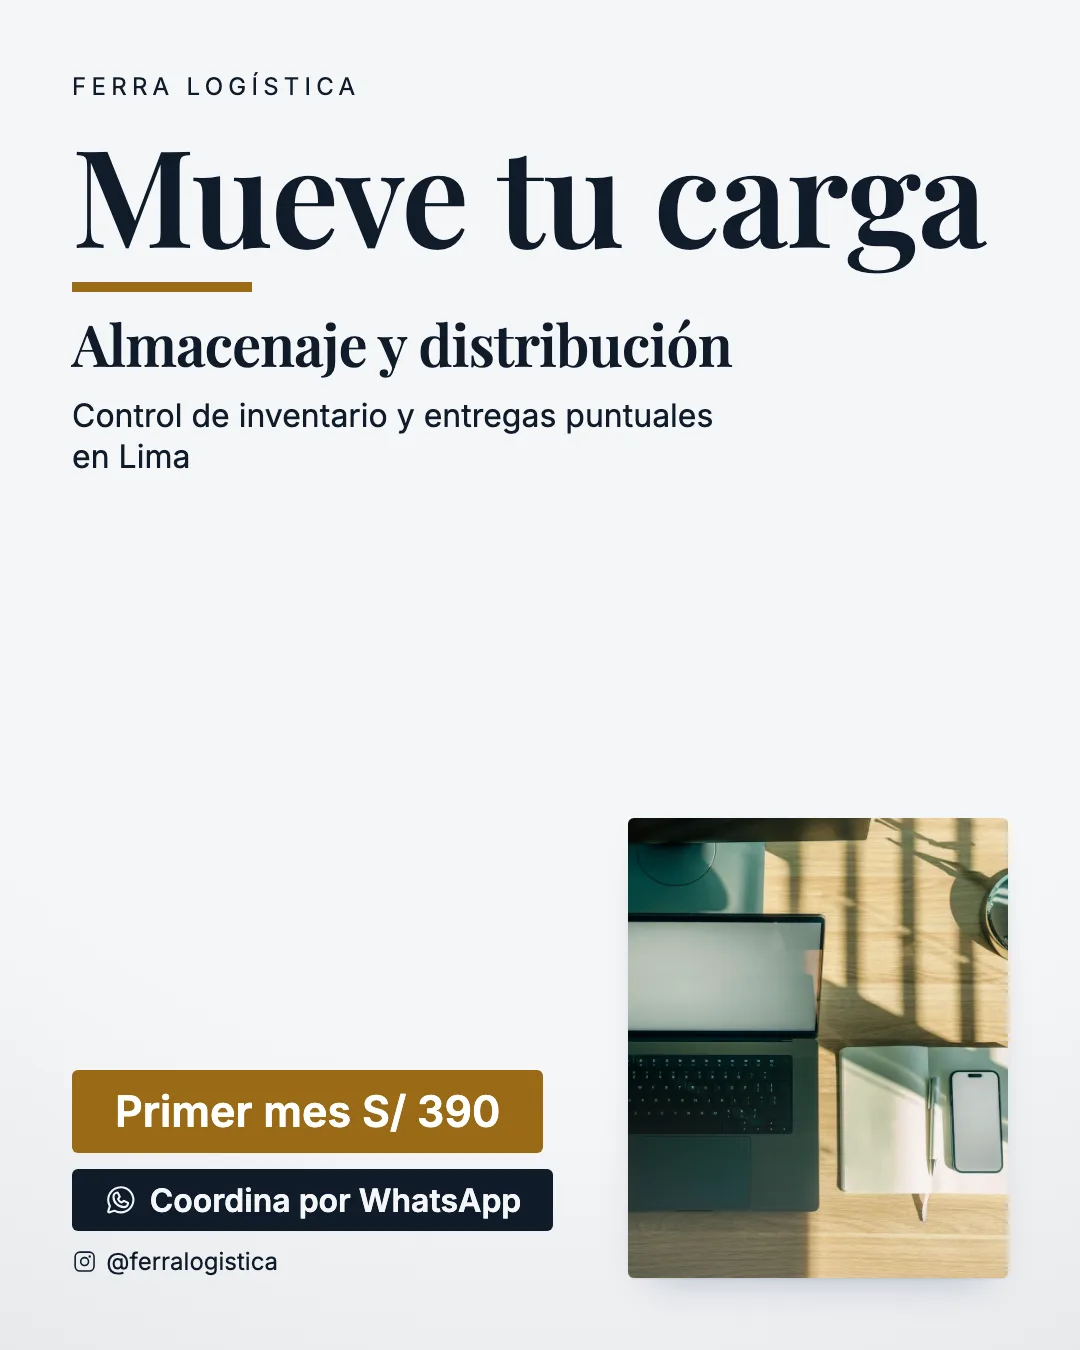 FERRA LOGÍSTICA
Mueve tu carga
Almacenaje y distribución
Control de inventario y entregas puntuales
en Lima
Primer mes S/ 390
Coordina por WhatsApp
@ferralogistica